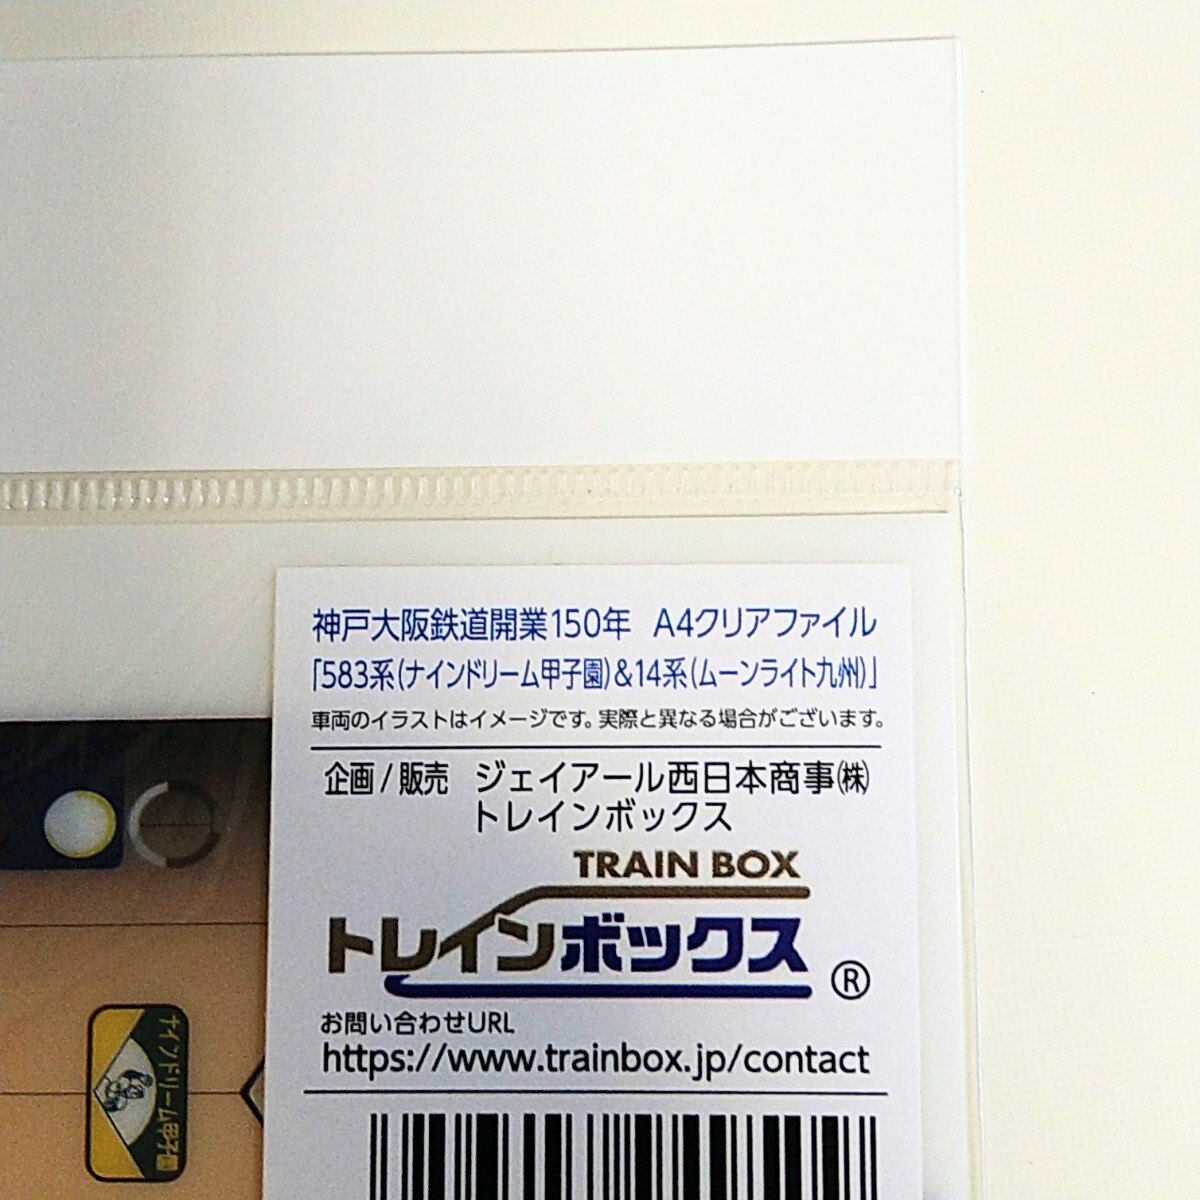 神戸大阪鉄道開業150年 A4クリアファイル
「583系(ナインドリーム甲子園)&14系(ムーンライト九州)」
車両のイラストはイメージです。実際と異なる場合がございます。
企画/販売 ジェイアール西日本商事㈱
トレインボックス
TRAIN BOX
トレインボックス®
お問い合わせURL
https://www.trainbox.jp/contact
ナインドリーム甲子園